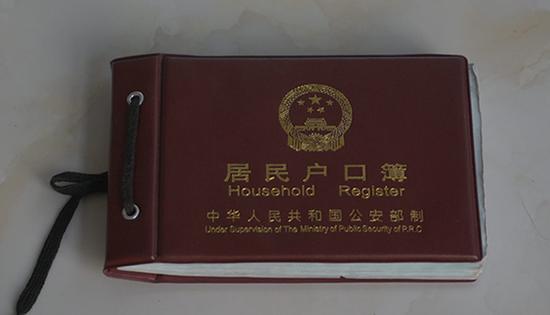 居民户口簿
Household Register
中华人民共和国公安部制
Under Supervision of The Ministry of Public Security of P.R.C